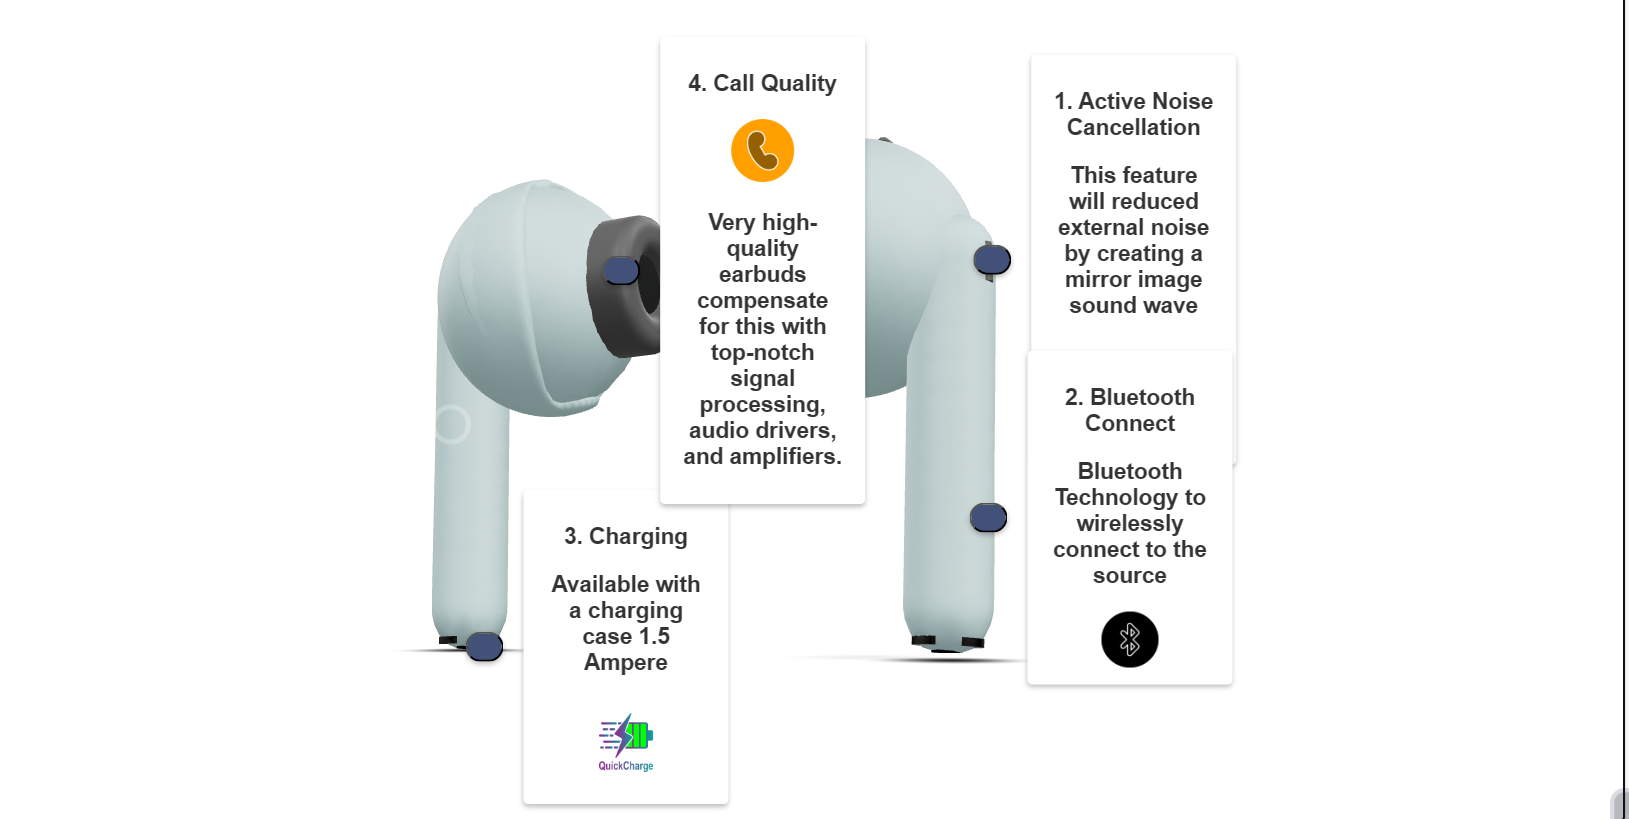 4. Call Quality
Very high-
quality
earbuds
compensate
for this with
top-notch
signal
processing,
audio drivers,
and amplifiers.
1. Active Noise
Cancellation
This feature
will reduced
external noise
by creating a
mirror image
sound wave
2. Bluetooth
Connect
Bluetooth
Technology to
wirelessly
connect to the
source
3. Charging
Available with
a charging
case 1.5
Ampere
QuickCharge